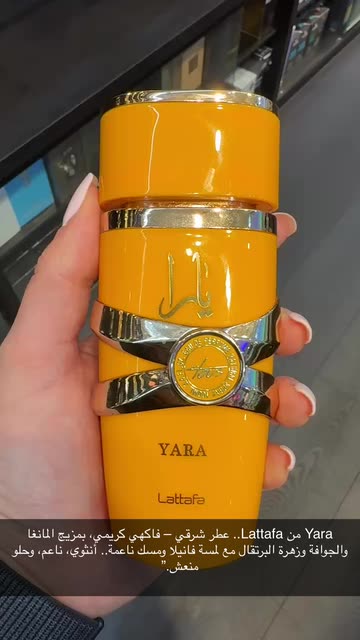 يارا
YARA
Lattafa
Yara من Lattafa.. عطر شرقي – فاكهي كريمي، بمزيج المانغا
والجوافة وزهرة البرتقال مع لمسة فانيلا ومسك ناعمة.. أنثوي، ناعم، وحلو
منعش."